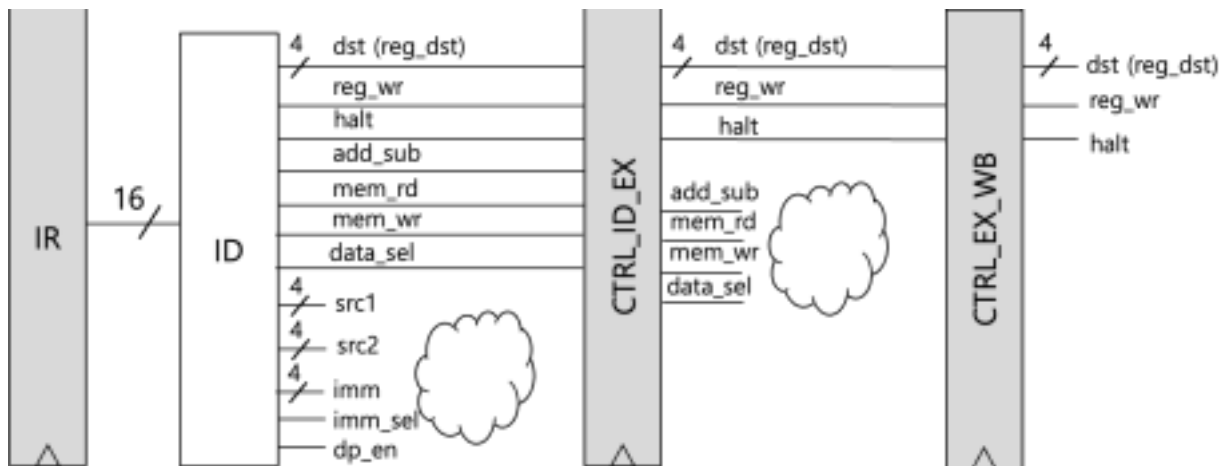 IR
16
ID
4
dst (reg_dst)
reg_wr
halt
add_sub
mem_rd
mem_wr
data_sel
4
src1
4
src2
4
imm
imm_sel
dp_en
CTRL_ID_EX
4
dst (reg_dst)
reg_wr
halt
add_sub
mem_rd
mem_wr
data_sel
CTRL_EX_WB
4
dst (reg_dst)
reg_wr
halt